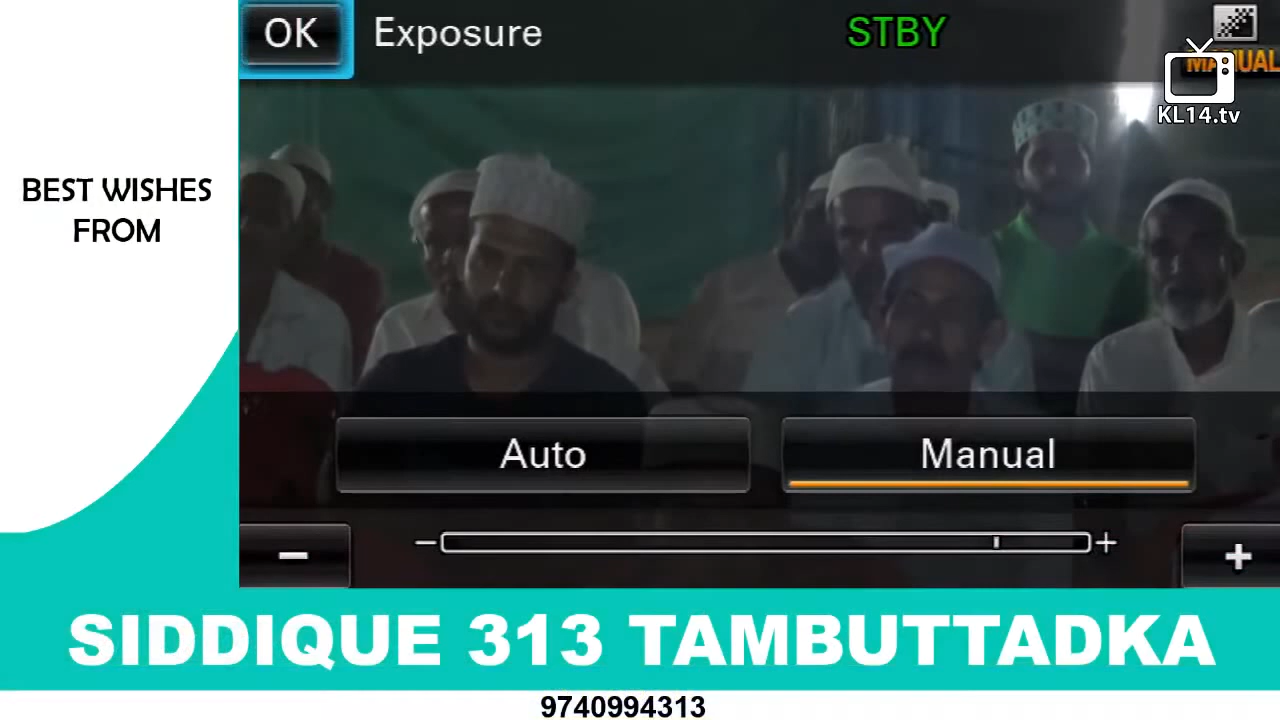 OK
Exposure
STBY
MANUAL
KL14.tv
BEST WISHES
FROM
Auto
Manual
SIDDIQUE 313 TAMBUTTADKA
9740994313